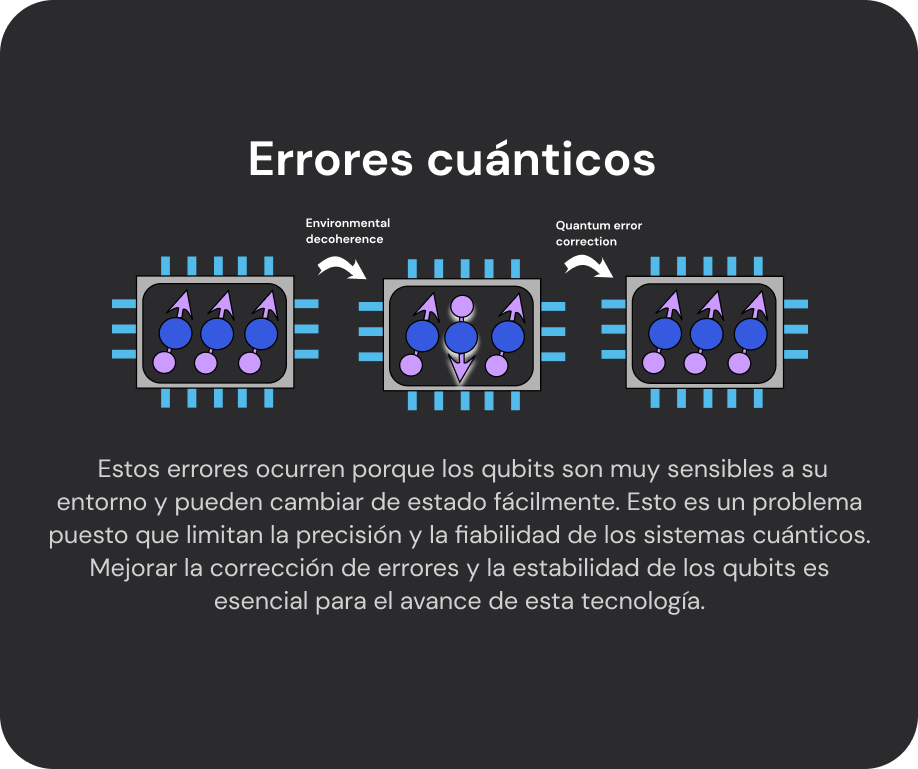 Errores cuánticos
Environmental
decoherence
Quantum error
correction
Estos errores ocurren porque los qubits son muy sensibles a su
entorno y pueden cambiar de estado fácilmente. Esto es un problema
puesto que limitan la precisión y la fiabilidad de los sistemas cuánticos.
Mejorar la corrección de errores y la estabilidad de los qubits es
esencial para el avance de esta tecnología.